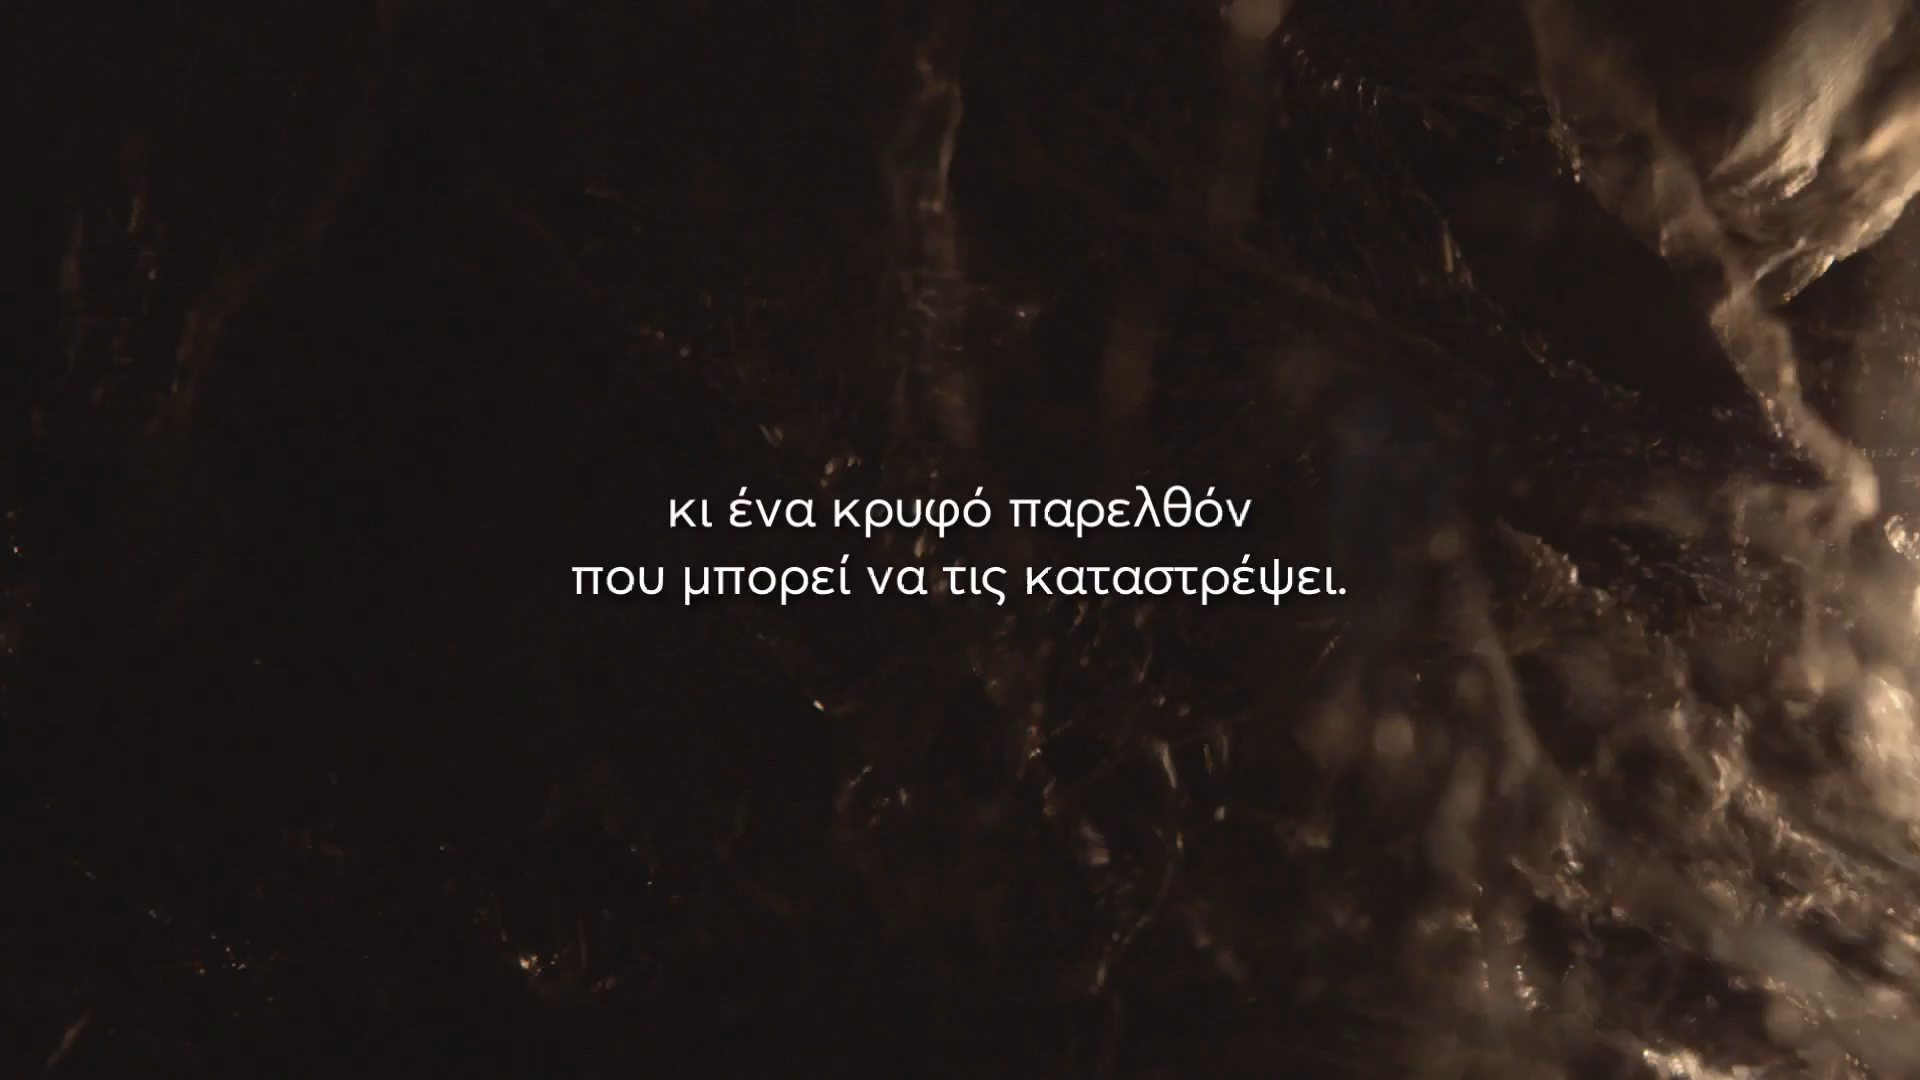 κι ένα κρυφό παρελθόν
που μπορεί να τις καταστρέψει.